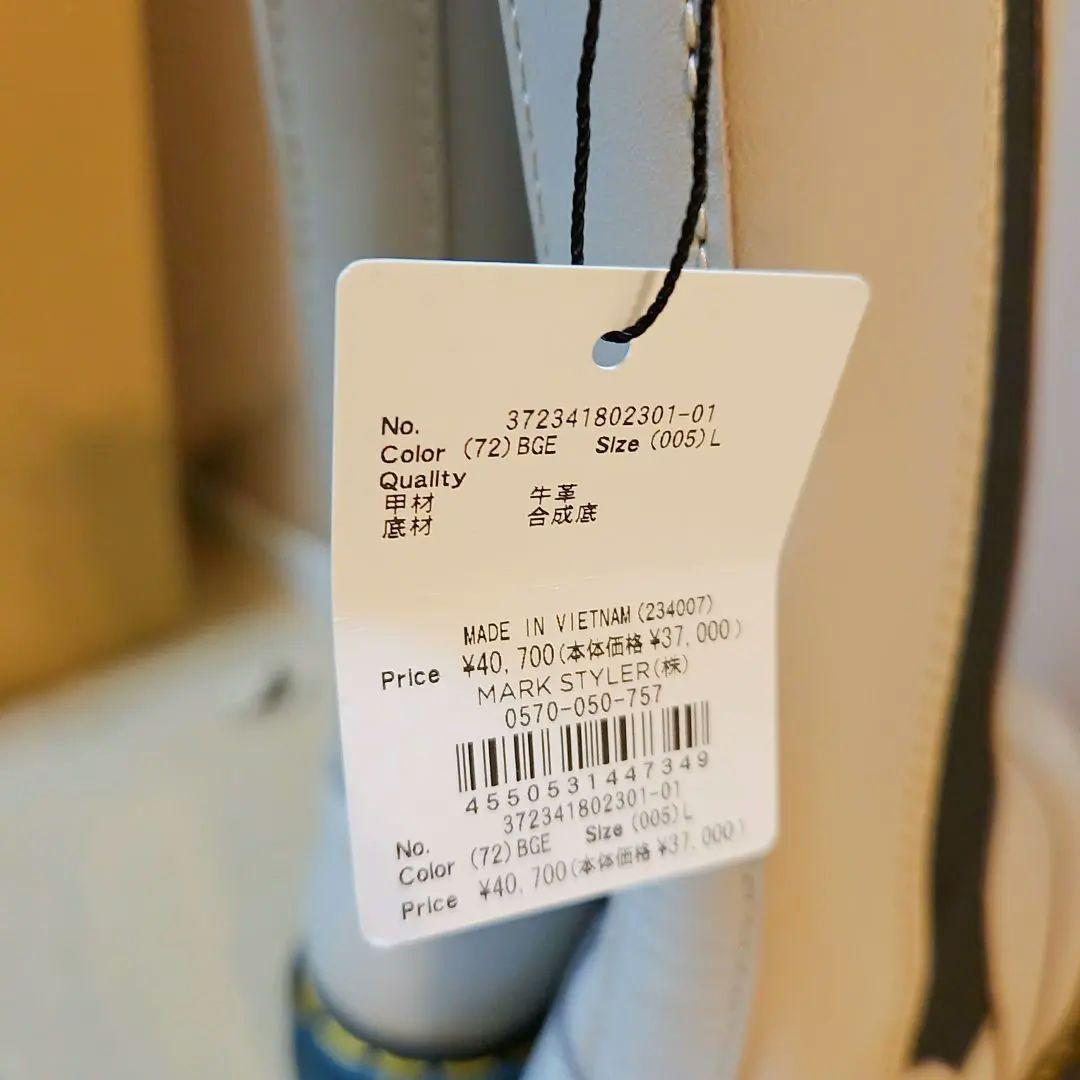 No. 372341802301-01
Color (72)BGE Size (005)L
Quality
甲材 牛革
底材 合成底
MADE IN VIETNAM(234007)
Price ¥40,700(本体価格 ¥37,000)
MARK STYLER(株)
0570-050-757
4550531447349
No. 372341802301-01
Color (72)BGE Size (005)L
Price ¥40,700(本体価格 ¥37,000)